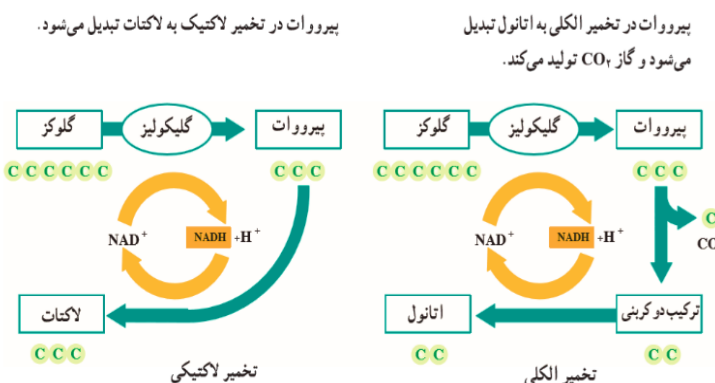 پیرووات در تخمیر الکلی به اتانول تبدیل
می‌شود و گاز CO₂ تولید می‌کند.
پیرووات در تخمیر لاکتیک به لاکتات تبدیل می‌شود.
گلوکز گلیکولیز پیرووات
C C C C C C C C C
C
CO
NAD⁺ NADH +H⁺
اتانول ترکیب دو کربنی
C C C C
تخمیر الکلی
گلوکز گلیکولیز پیرووات
C C C C C C C C C
NAD⁺ NADH +H⁺
لاکتات
C C C
تخمیر لاکتیکی